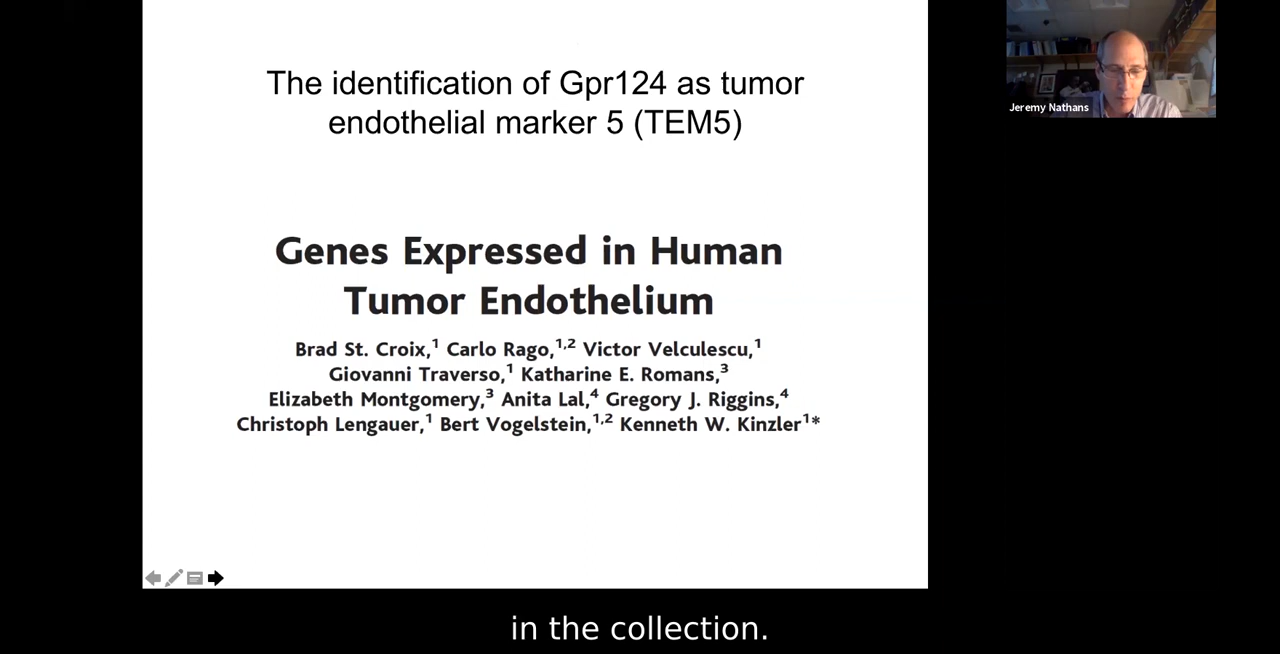 The identification of Gpr124 as tumor
endothelial marker 5 (TEM5)
Genes Expressed in Human
Tumor Endothelium
Brad St. Croix,¹ Carlo Rago,¹,² Victor Velculescu,¹
Giovanni Traverso,¹ Katharine E. Romans,³
Elizabeth Montgomery,³ Anita Lal,⁴ Gregory J. Riggins,⁴
Christoph Lengauer,¹ Bert Vogelstein,¹,² Kenneth W. Kinzler¹*
Jeremy Nathans
in the collection.